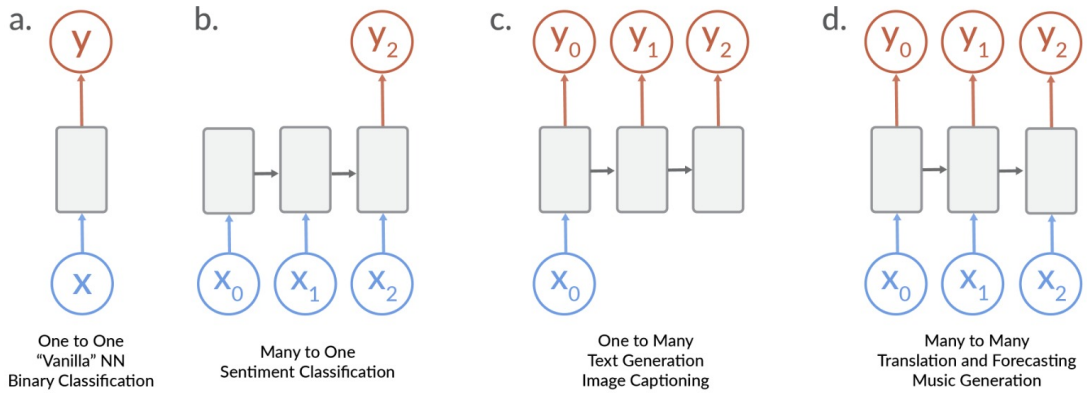 a.
y
x
One to One
“Vanilla” NN
Binary Classification
b.
y2
x0 x1 x2
Many to One
Sentiment Classification
c.
y0 y1 y2
x0
One to Many
Text Generation
Image Captioning
d.
y0 y1 y2
x0 x1 x2
Many to Many
Translation and Forecasting
Music Generation